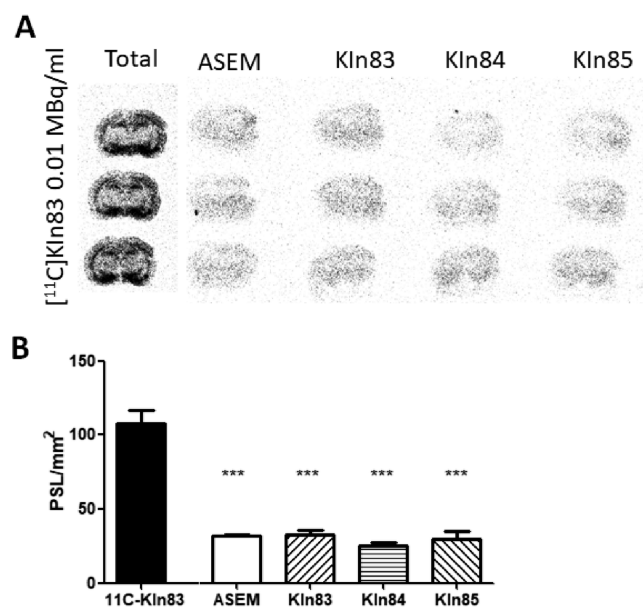 A
Total ASEM Kln83 Kln84 Kln85
[¹¹C]Kln83 0.01 MBq/ml
B
150
100
50
0
PSL/mm²
*** *** *** ***
11C-Kln83 ASEM Kln83 Kln84 Kln85